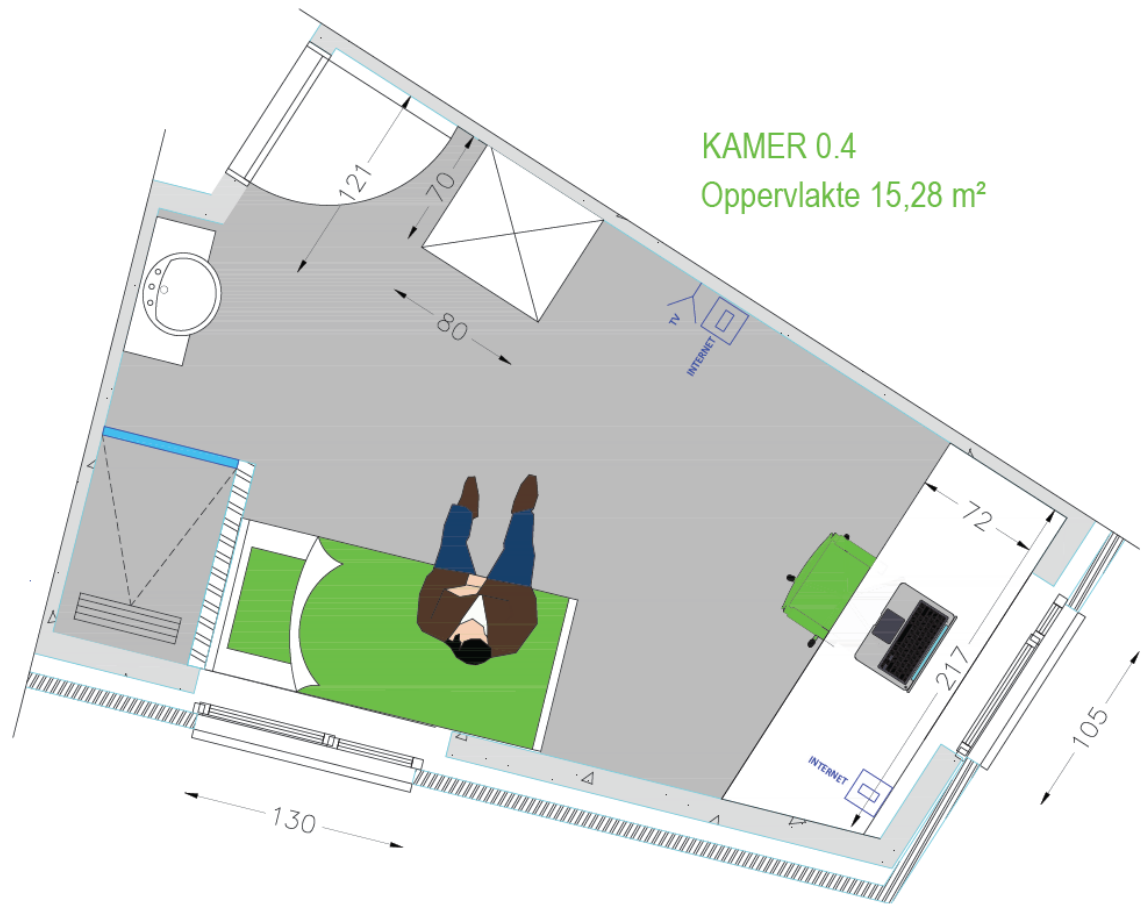 KAMER 0.4
Oppervlakte 15,28 m²
121
70
80
TV
INTERNET
72
217
INTERNET
105
130